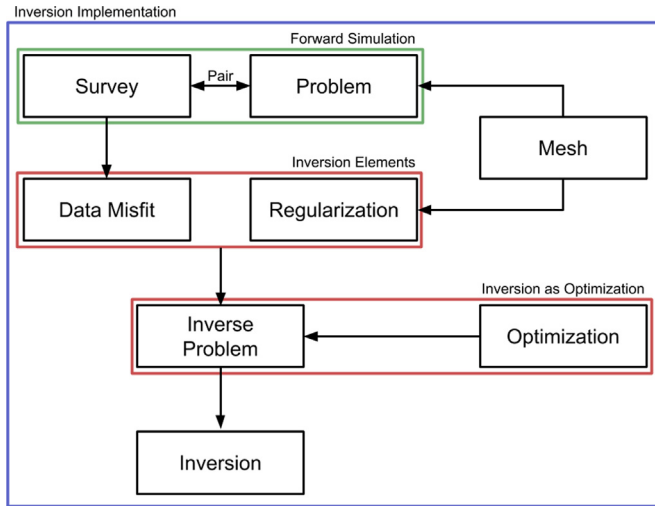 Inversion Implementation
Forward Simulation
Survey
Pair
Problem
Mesh
Inversion Elements
Data Misfit
Regularization
Inversion as Optimization
Inverse
Problem
Optimization
Inversion